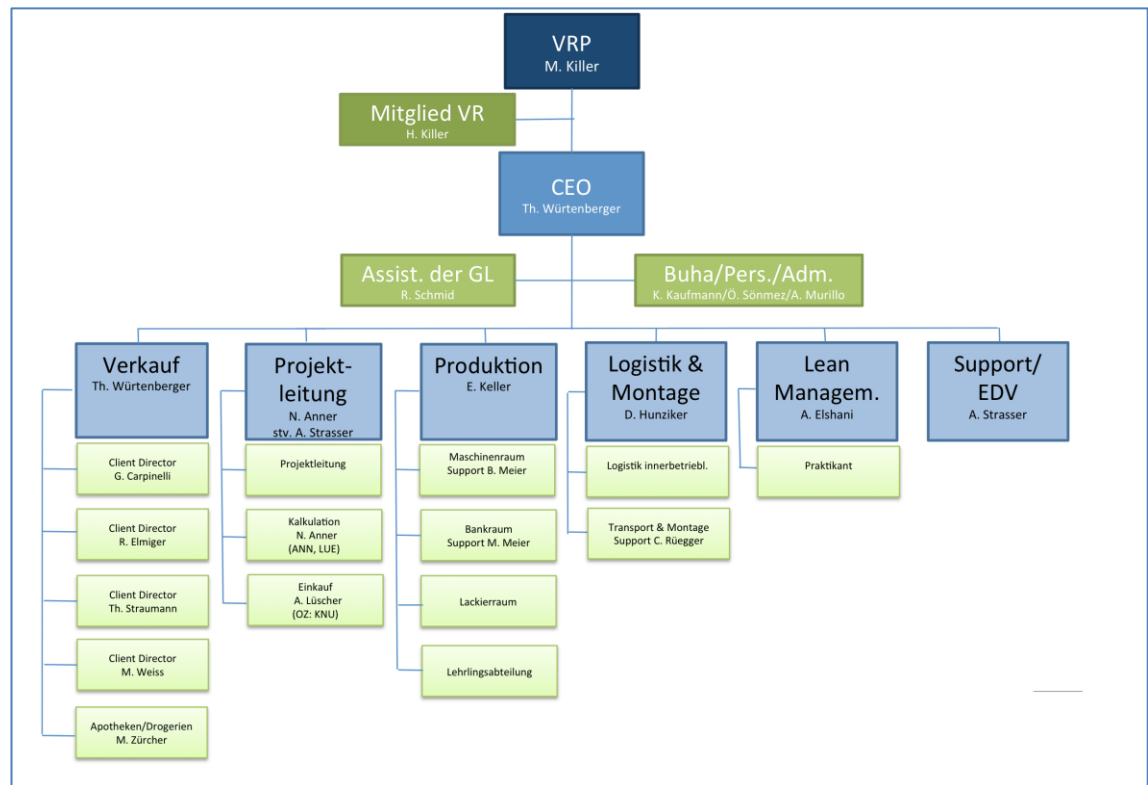 VRP
M. Killer
Mitglied VR
H. Killer
CEO
Th. Würtenberger
Assist. der GL
R. Schmid
Buha/Pers./Adm.
K. Kaufmann/Ö. Sönmez/A. Murillo
Verkauf
Th. Würtenberger
Client Director
G. Carpinelli
Client Director
R. Elmiger
Client Director
Th. Straumann
Client Director
M. Weiss
Apotheken/Drogerien
M. Zürcher
Projekt-
leitung
N. Anner
stv. A. Strasser
Projektleitung
Kalkulation
N. Anner
(ANN, LUE)
Einkauf
A. Lüscher
(OZ: KNU)
Produktion
E. Keller
Maschinenraum
Support B. Meier
Bankraum
Support M. Meier
Lackierraum
Lehrlingsabteilung
Logistik &
Montage
D. Hunziker
Logistik innerbetriebl.
Transport & Montage
Support C. Rüegger
Lean
Managem.
A. Elshani
Praktikant
Support/
EDV
A. Strasser